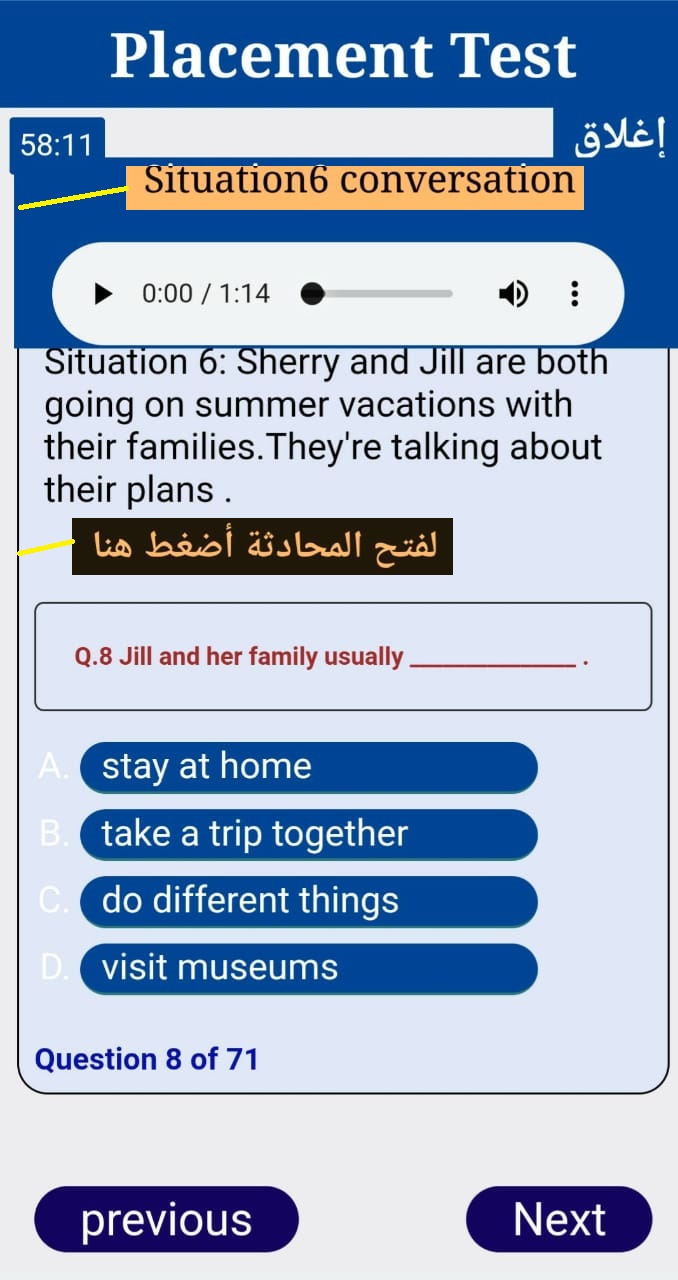 Placement Test
58:11
إغلاق
Situation6 conversation
0:00 / 1:14
Situation 6: Sherry and Jill are both
going on summer vacations with
their families.They're talking about
their plans .
لفتح المحادثة أضغط هنا
Q.8 Jill and her family usually ______________ .
A. stay at home
B. take a trip together
C. do different things
D. visit museums
Question 8 of 71
previous
Next